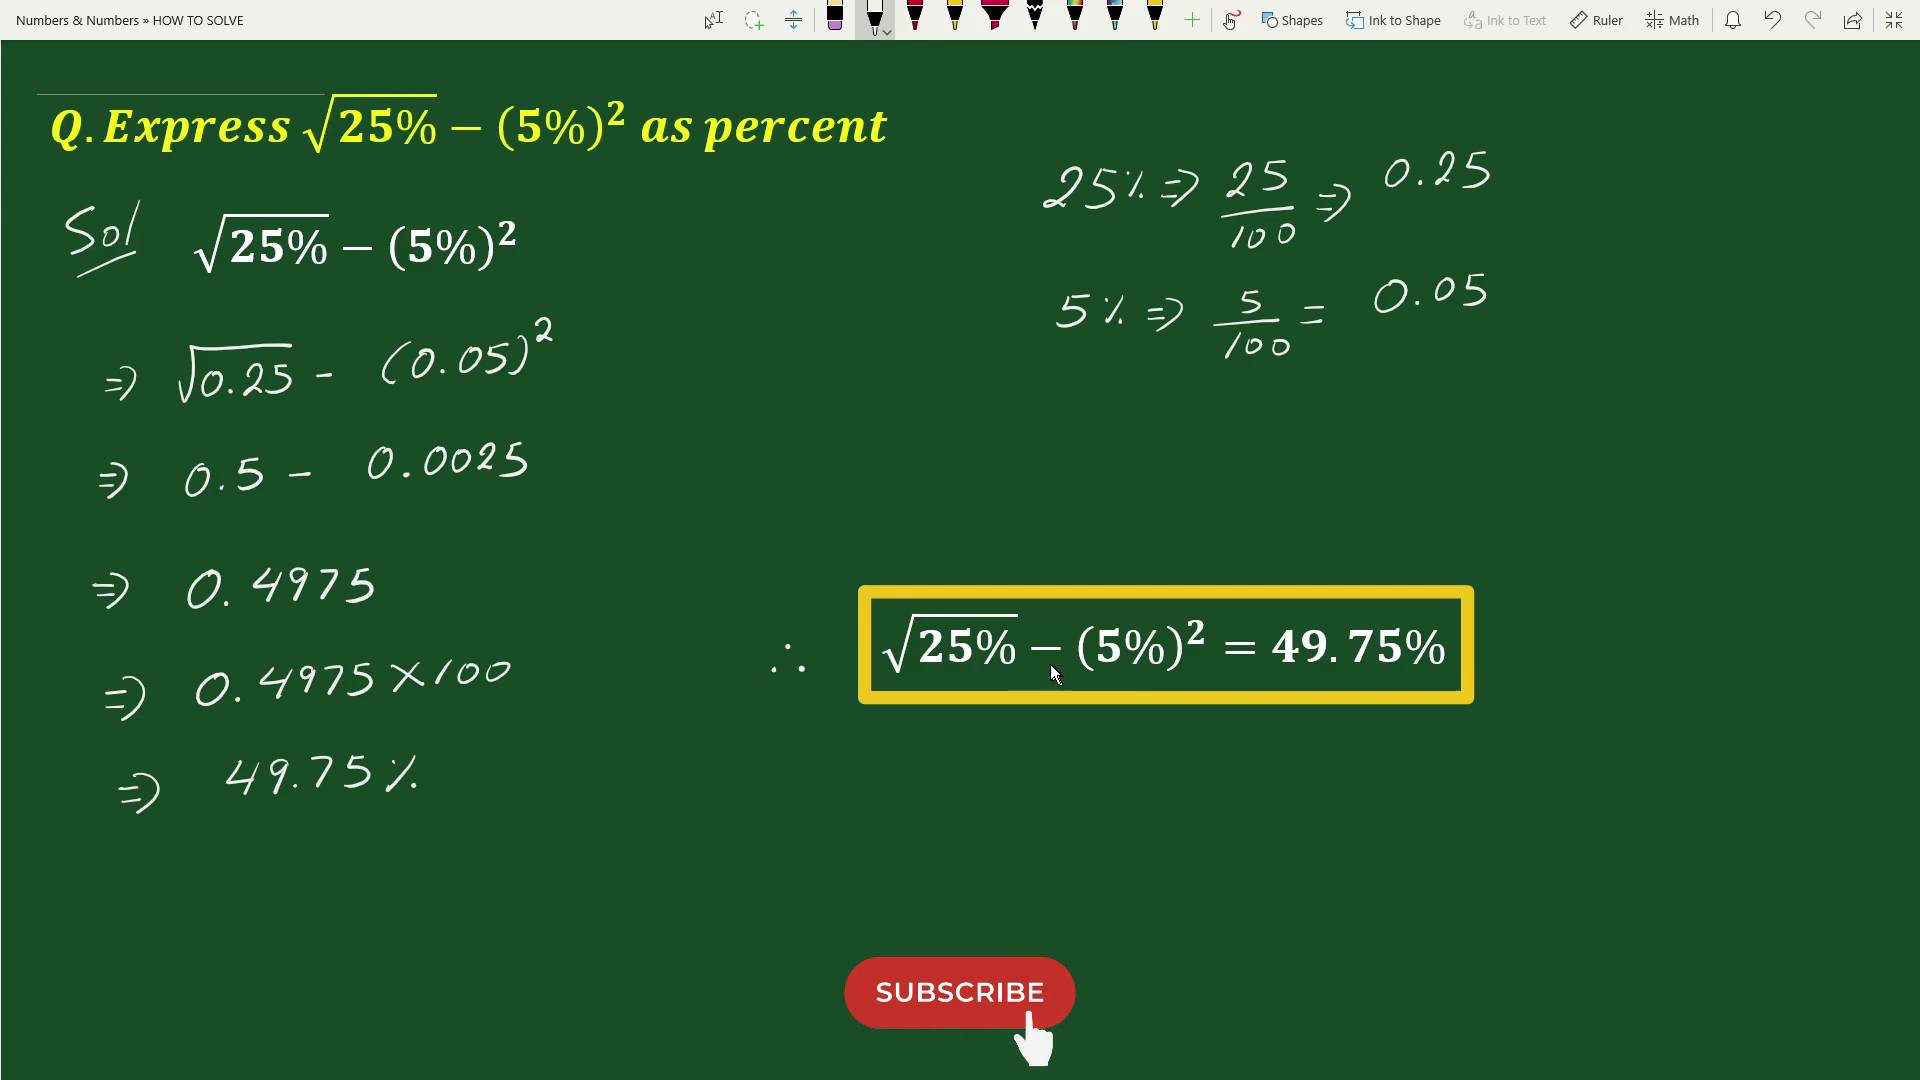 Numbers & Numbers » HOW TO SOLVE
Shapes Ink to Shape Ink to Text Ruler Math
Q. Express √25% − (5%)² as percent
Sol √25% − (5%)²
⇒ √0.25 - (0.05)²
⇒ 0.5 - 0.0025
⇒ 0.4975
⇒ 0.4975 × 100
⇒ 49.75%
25% ⇒ 25/100 ⇒ 0.25
5% ⇒ 5/100 = 0.05
∴ √25% − (5%)² = 49.75%
SUBSCRIBE